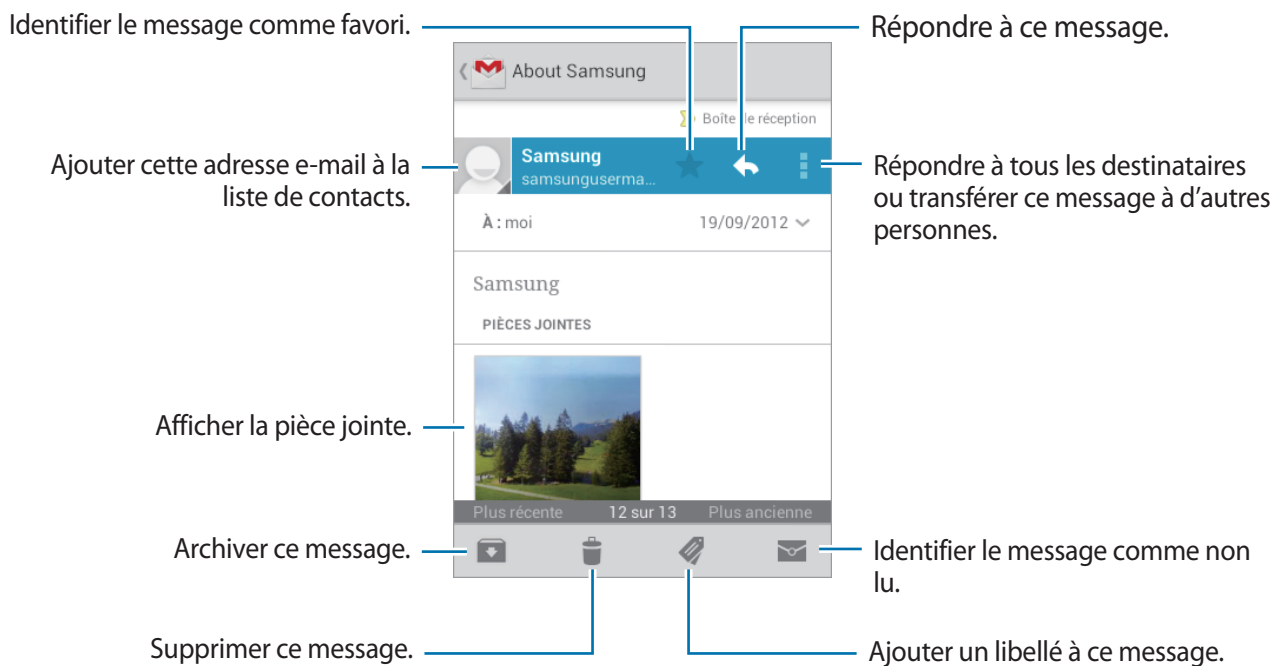 Identifier le message comme favori.
Répondre à ce message.
About Samsung
Boîte de réception
Ajouter cette adresse e-mail à la
liste de contacts.
Samsung
samsunguserma...
Répondre à tous les destinataires
ou transférer ce message à d’autres
personnes.
À : moi
19/09/2012
Samsung
PIÈCES JOINTES
Afficher la pièce jointe.
Plus récente
12 sur 13
Plus ancienne
Archiver ce message.
Identifier le message comme non
lu.
Supprimer ce message.
Ajouter un libellé à ce message.